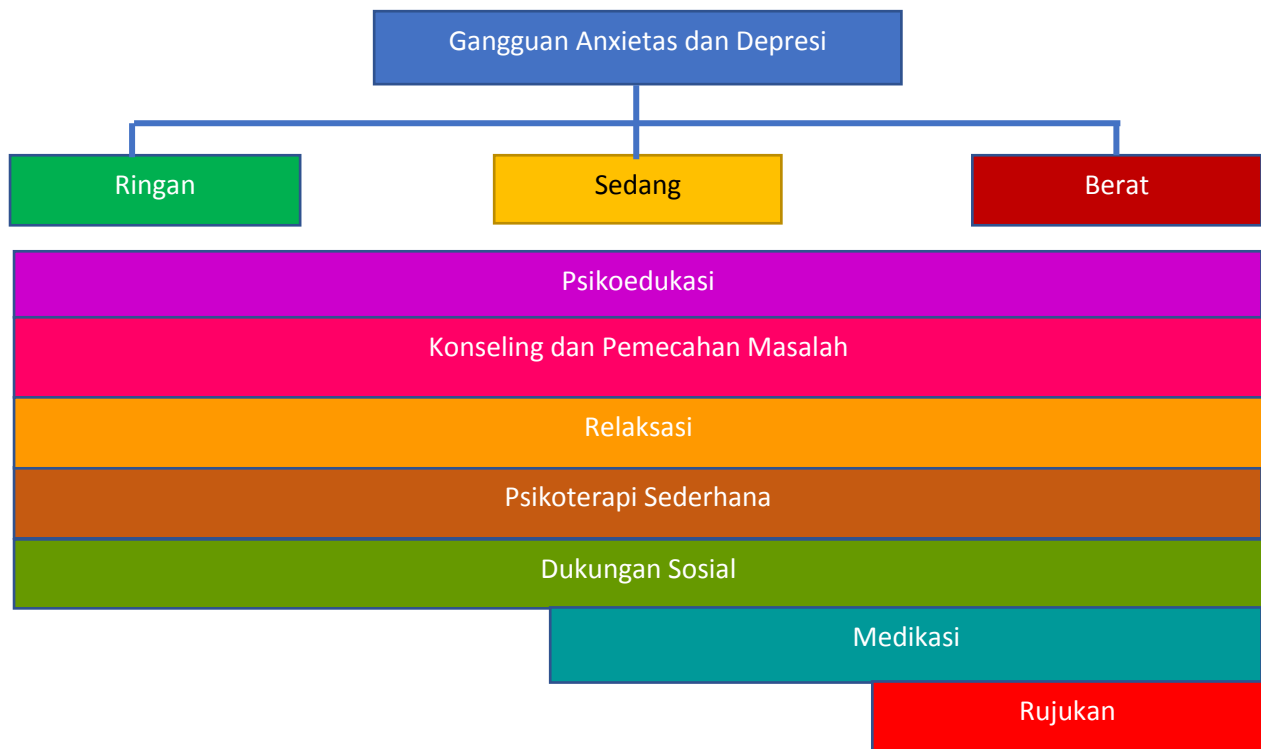 Gangguan Anxietas dan Depresi
Ringan
Sedang
Berat
Psikoedukasi
Konseling dan Pemecahan Masalah
Relaksasi
Psikoterapi Sederhana
Dukungan Sosial
Medikasi
Rujukan